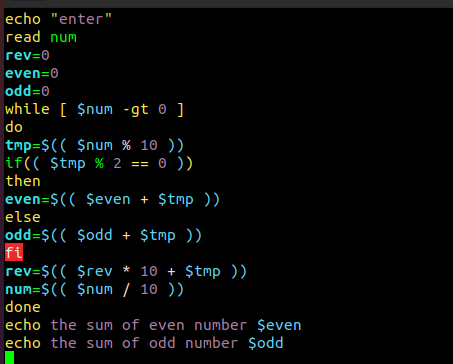 echo "enter"
read num
rev=0
even=0
odd=0
while [ $num -gt 0 ]
do
tmp=$(( $num % 10 ))
if(( $tmp % 2 == 0 ))
then
even=$(( $even + $tmp ))
else
odd=$(( $odd + $tmp ))
fi
rev=$(( $rev * 10 + $tmp ))
num=$(( $num / 10 ))
done
echo the sum of even number $even
echo the sum of odd number $odd